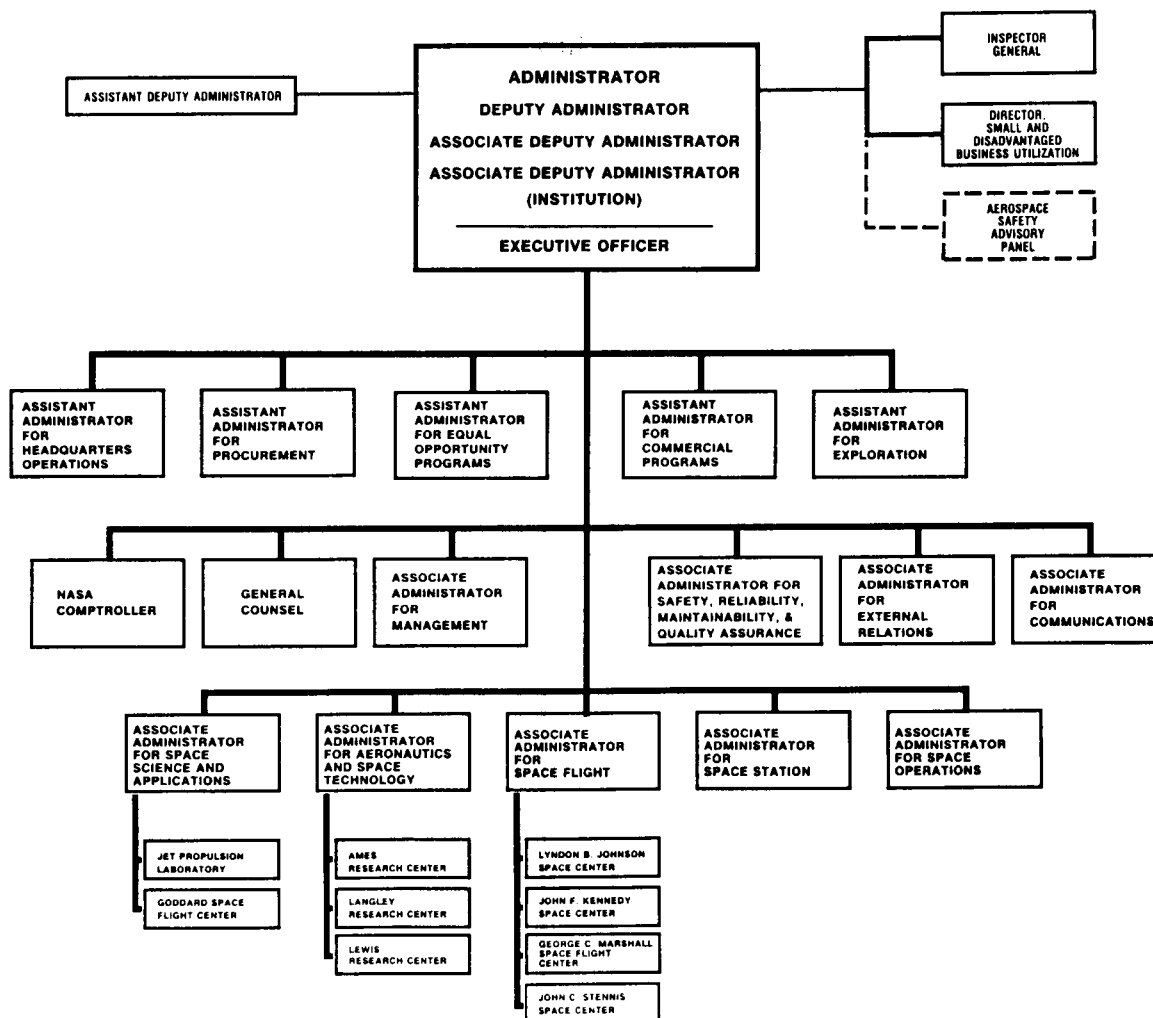 ASSISTANT DEPUTY ADMINISTRATOR
ADMINISTRATOR
DEPUTY ADMINISTRATOR
ASSOCIATE DEPUTY ADMINISTRATOR
ASSOCIATE DEPUTY ADMINISTRATOR
(INSTITUTION)
EXECUTIVE OFFICER
INSPECTOR
GENERAL
DIRECTOR,
SMALL AND
DISADVANTAGED
BUSINESS UTILIZATION
AEROSPACE
SAFETY
ADVISORY
PANEL
ASSISTANT
ADMINISTRATOR
FOR
HEADQUARTERS
OPERATIONS
ASSISTANT
ADMINISTRATOR
FOR
PROCUREMENT
ASSISTANT
ADMINISTRATOR
FOR EQUAL
OPPORTUNITY
PROGRAMS
ASSISTANT
ADMINISTRATOR
FOR
COMMERCIAL
PROGRAMS
ASSISTANT
ADMINISTRATOR
FOR
EXPLORATION
NASA
COMPTROLLER
GENERAL
COUNSEL
ASSOCIATE
ADMINISTRATOR
FOR
MANAGEMENT
ASSOCIATE
ADMINISTRATOR FOR
SAFETY, RELIABILITY,
MAINTAINABILITY, &
QUALITY ASSURANCE
ASSOCIATE
ADMINISTRATOR
FOR
EXTERNAL
RELATIONS
ASSOCIATE
ADMINISTRATOR
FOR
COMMUNICATIONS
ASSOCIATE
ADMINISTRATOR
FOR SPACE
SCIENCE AND
APPLICATIONS
ASSOCIATE
ADMINISTRATOR
FOR AERONAUTICS
AND SPACE
TECHNOLOGY
ASSOCIATE
ADMINISTRATOR
FOR
SPACE FLIGHT
ASSOCIATE
ADMINISTRATOR
FOR
SPACE STATION
ASSOCIATE
ADMINISTRATOR
FOR SPACE
OPERATIONS
JET PROPULSION
LABORATORY
GODDARD SPACE
FLIGHT CENTER
AMES
RESEARCH CENTER
LANGLEY
RESEARCH CENTER
LEWIS
RESEARCH CENTER
LYNDON B. JOHNSON
SPACE CENTER
JOHN F. KENNEDY
SPACE CENTER
GEORGE C. MARSHALL
SPACE FLIGHT
CENTER
JOHN C. STENNIS
SPACE CENTER